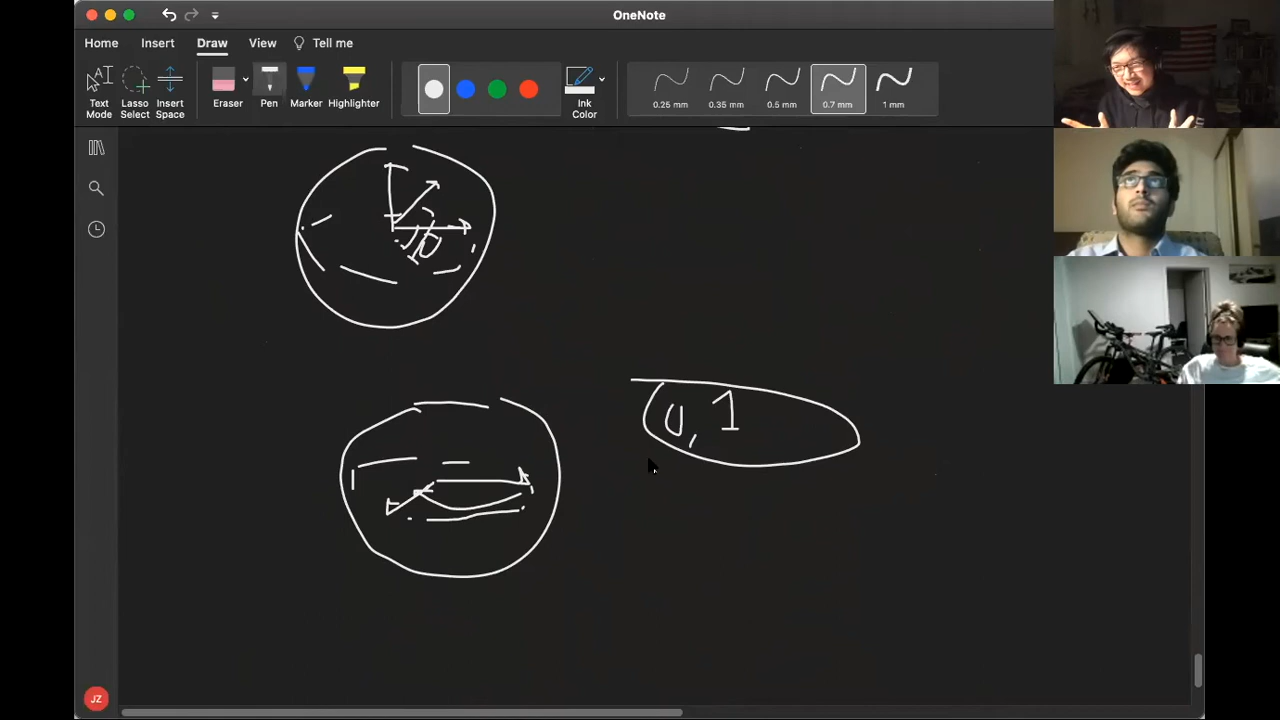 OneNote
Home Insert Draw View Tell me
Text Mode
Lasso Select
Insert Space
Eraser
Pen
Marker
Highlighter
Ink Color
0.25 mm
0.35 mm
0.5 mm
0.7 mm
1 mm
0, 1
JZ